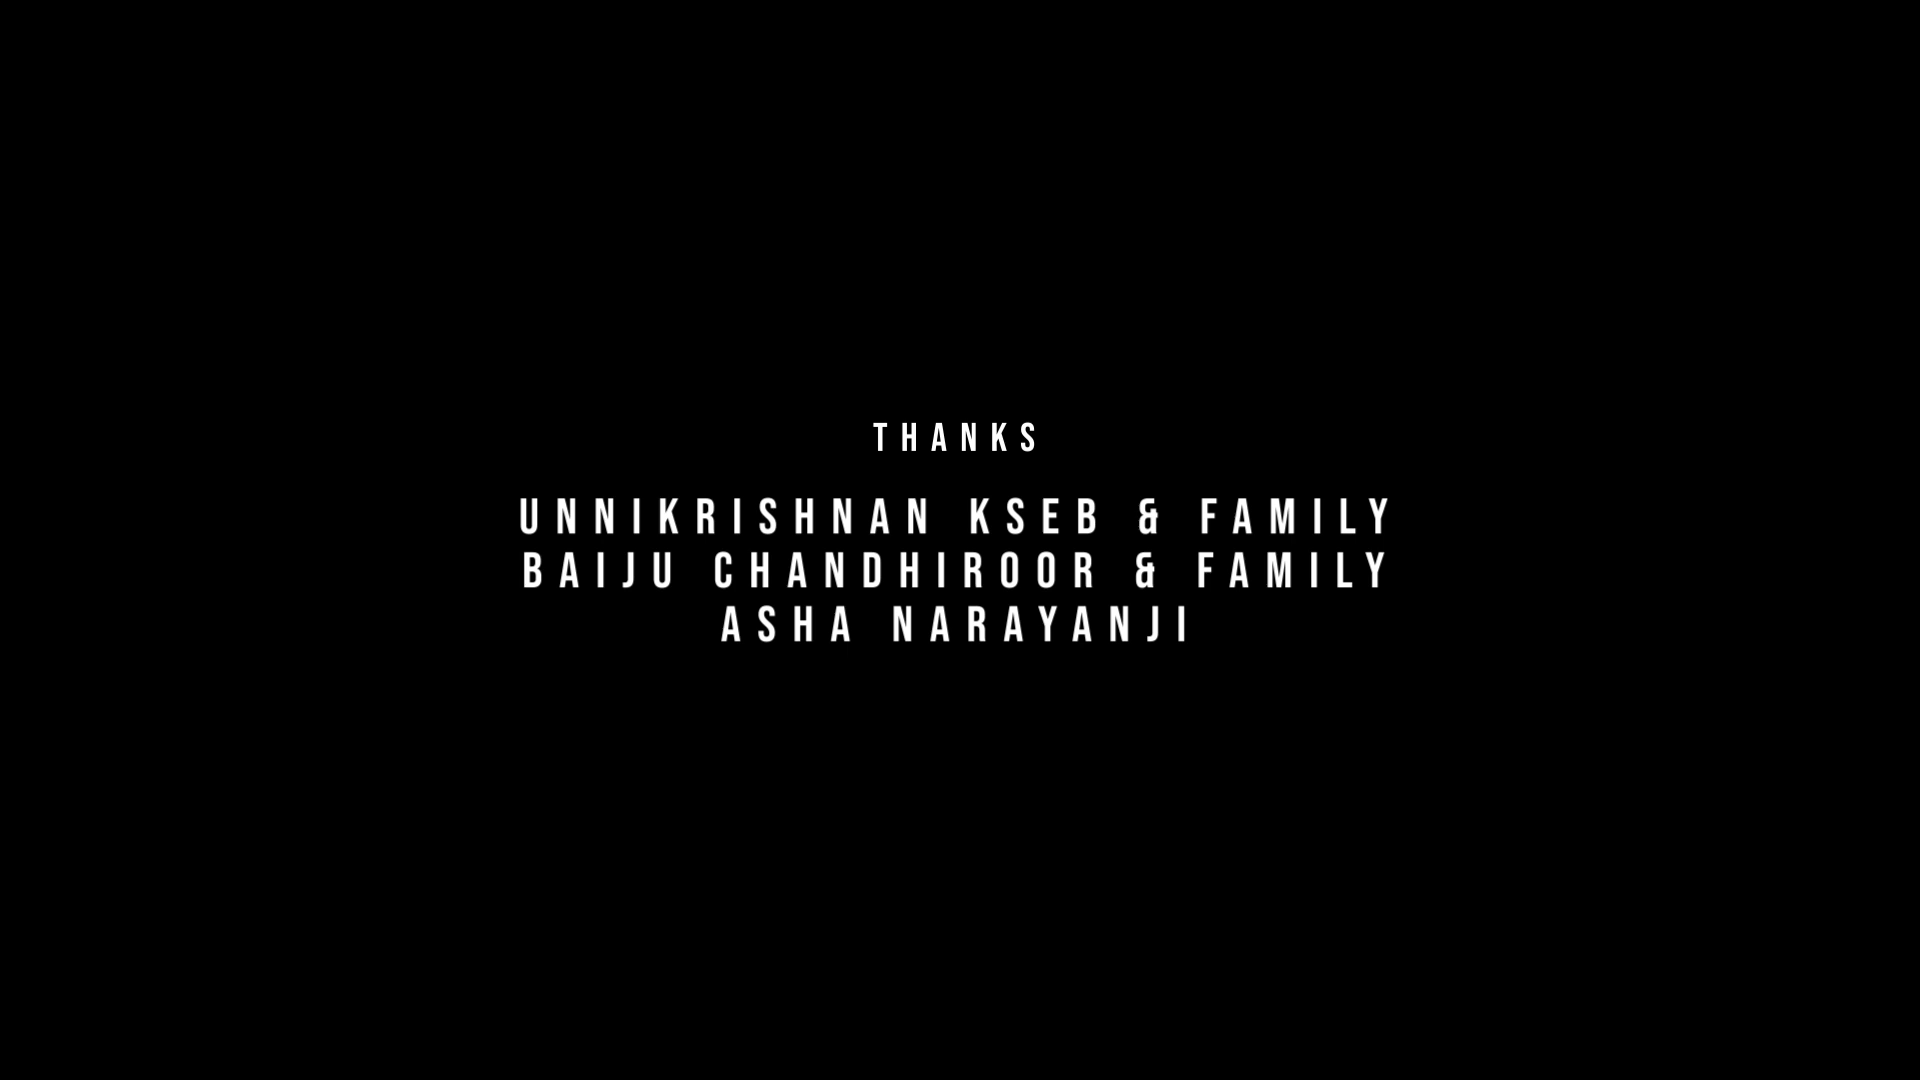 THANKS
UNNIKRISHNAN KSEB & FAMILY
BAIJU CHANDHIROOR & FAMILY
ASHA NARAYANJI